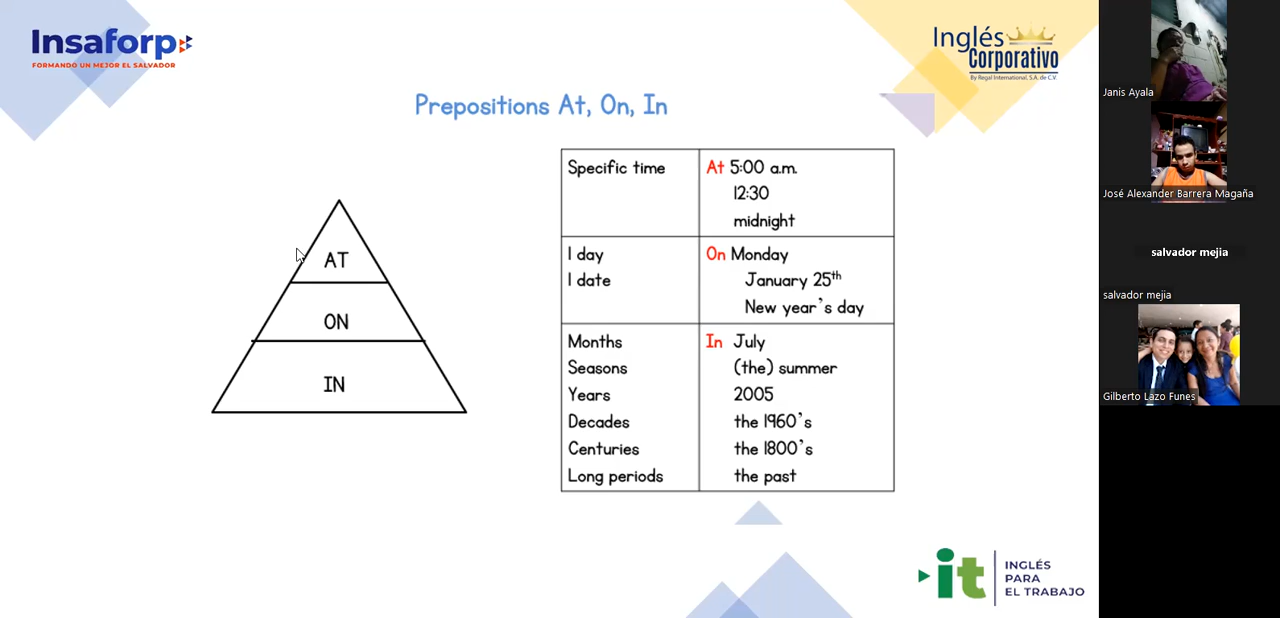 Insaforp
FORMANDO UN MEJOR EL SALVADOR
Inglés
Corporativo
By Regal International, S.A. de C.V.
Prepositions At, On, In
AT
ON
IN
Specific time At 5:00 a.m.
12:30
midnight
1 day On Monday
1 date January 25th
New year's day
Months In July
Seasons (the) summer
Years 2005
Decades the 1960's
Centuries the 1800's
Long periods the past
it
INGLÉS
PARA
EL TRABAJO
Janis Ayala
José Alexander Barrera Magaña
salvador mejia
salvador mejia
Gilberto Lazo Funes